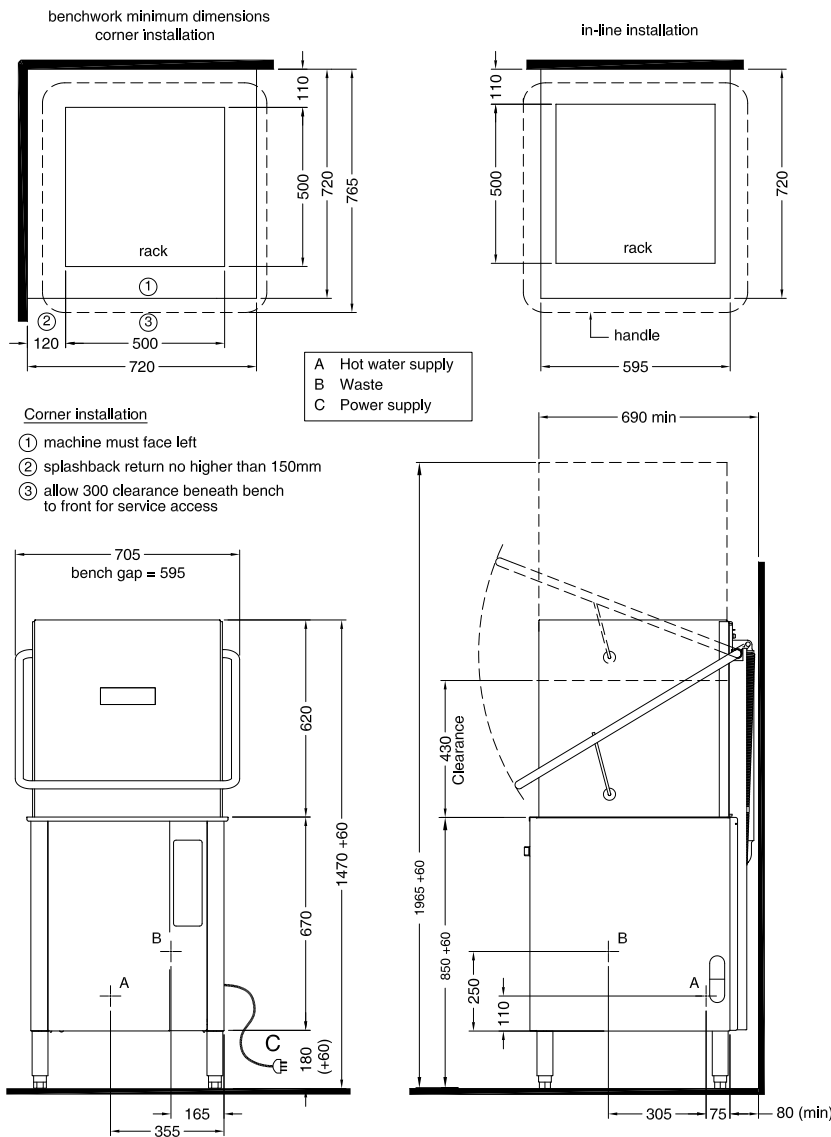 benchwork minimum dimensions
corner installation
in-line installation
110
500
720
765
rack
1
2
3
120
500
720
110
500
720
rack
handle
595
A Hot water supply
B Waste
C Power supply
Corner installation
1 machine must face left
2 splashback return no higher than 150mm
3 allow 300 clearance beneath bench
to front for service access
705
bench gap = 595
620
1470 +60
670
B
A
C
180
(+60)
165
355
690 min
430
Clearance
1965 +60
850 +60
B
A
250
110
305
75
80 (min)